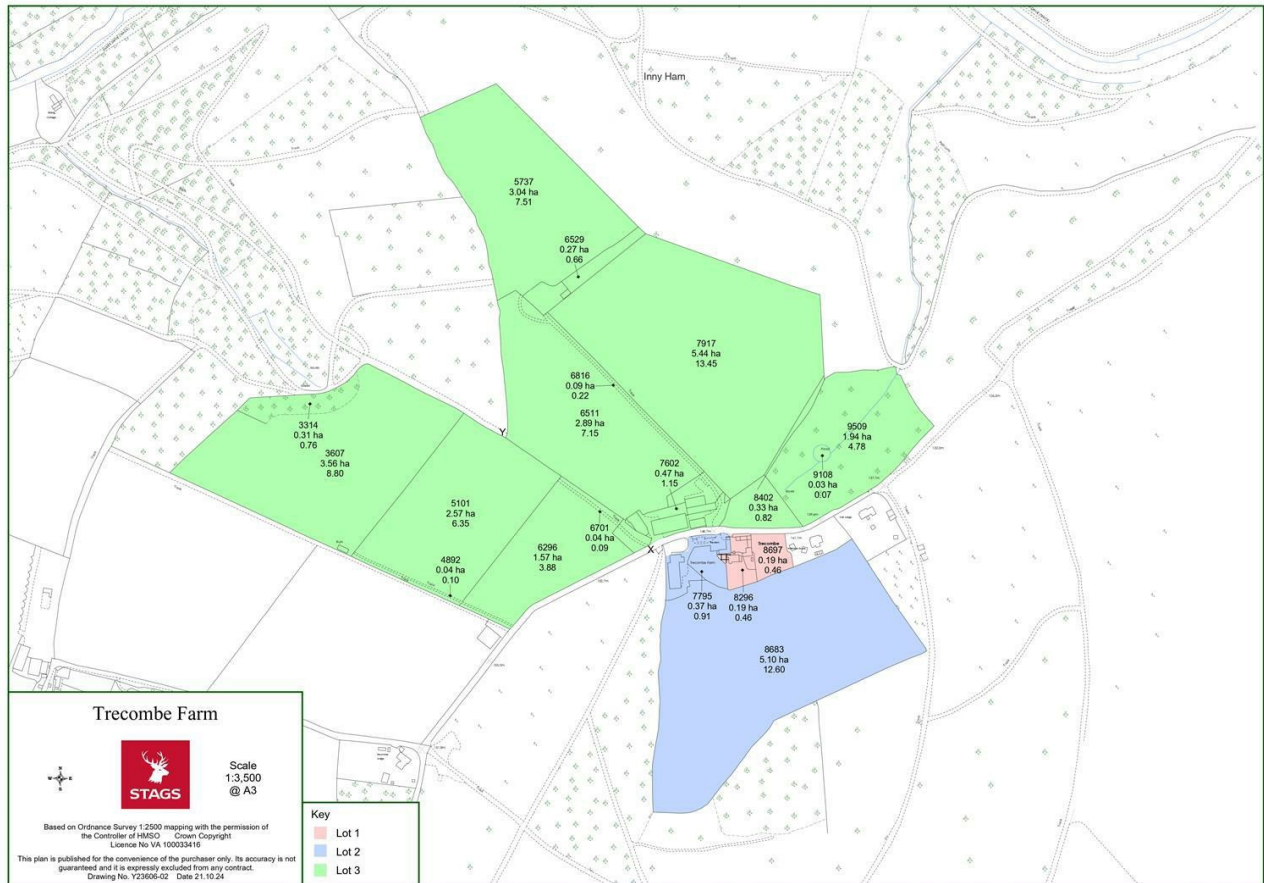 Inny Ham
5737
3.04 ha
7.51
6529
0.27 ha
0.66
7917
5.44 ha
13.45
6816
0.09 ha
0.22
6511
2.89 ha
7.15
3314
0.31 ha
0.76
3607
3.56 ha
8.80
Y
9509
1.94 ha
4.78
9108
0.03 ha
0.07
7602
0.47 ha
1.15
8402
0.33 ha
0.82
5101
2.57 ha
6.35
6701
0.04 ha
0.09
6296
1.57 ha
3.88
4892
0.04 ha
0.10
X
Trecombe
8697
0.19 ha
0.46
Trecombe Farm
7795
0.37 ha
0.91
8296
0.19 ha
0.46
8683
5.10 ha
12.60
Trecombe Farm
N
W E
S
STAGS
Scale
1:3,500
@ A3
Based on Ordnance Survey 1:2500 mapping with the permission of
the Controller of HMSO Crown Copyright
Licence No VA 100033416
This plan is published for the convenience of the purchaser only. Its accuracy is not
guaranteed and it is expressly excluded from any contract.
Drawing No. Y23606-02 Date 21.10.24
Key
Lot 1
Lot 2
Lot 3